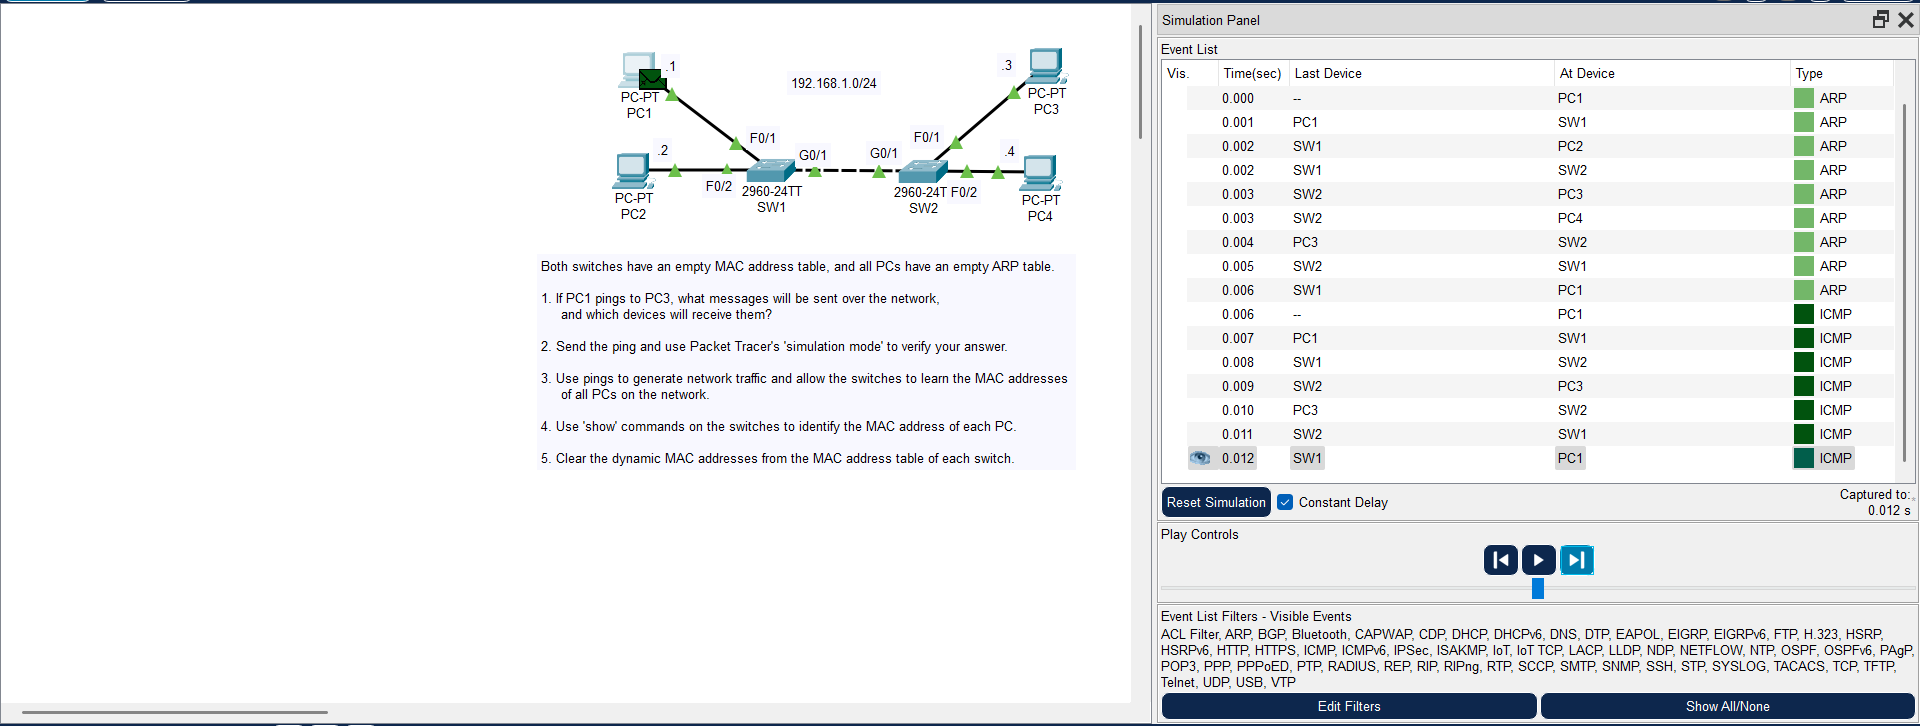 .1
PC-PT
PC1
192.168.1.0/24
.3
PC-PT
PC3
F0/1
F0/1
.2
G0/1
G0/1
.4
PC-PT
PC2
F0/2
2960-24TT
SW1
2960-24T
SW2
F0/2
PC-PT
PC4
Both switches have an empty MAC address table, and all PCs have an empty ARP table.
1. If PC1 pings to PC3, what messages will be sent over the network,
and which devices will receive them?
2. Send the ping and use Packet Tracer's 'simulation mode' to verify your answer.
3. Use pings to generate network traffic and allow the switches to learn the MAC addresses
of all PCs on the network.
4. Use 'show' commands on the switches to identify the MAC address of each PC.
5. Clear the dynamic MAC addresses from the MAC address table of each switch.
Simulation Panel
Event List
Vis. Time(sec) Last Device At Device Type
0.000 -- PC1 ARP
0.001 PC1 SW1 ARP
0.002 SW1 PC2 ARP
0.002 SW1 SW2 ARP
0.003 SW2 PC3 ARP
0.003 SW2 PC4 ARP
0.004 PC3 SW2 ARP
0.005 SW2 SW1 ARP
0.006 SW1 PC1 ARP
0.006 -- PC1 ICMP
0.007 PC1 SW1 ICMP
0.008 SW1 SW2 ICMP
0.009 SW2 PC3 ICMP
0.010 PC3 SW2 ICMP
0.011 SW2 SW1 ICMP
0.012 SW1 PC1 ICMP
Reset Simulation Constant Delay
Captured to:
0.012 s
Play Controls
Event List Filters - Visible Events
ACL Filter, ARP, BGP, Bluetooth, CAPWAP, CDP, DHCP, DHCPv6, DNS, DTP, EAPOL, EIGRP, EIGRPv6, FTP, H.323, HSRP,
HSRPv6, HTTP, HTTPS, ICMP, ICMPv6, IPSec, ISAKMP, IoT, IoT TCP, LACP, LLDP, NDP, NETFLOW, NTP, OSPF, OSPFv6, PAgP,
POP3, PPP, PPPoED, PTP, RADIUS, REP, RIP, RIPng, RTP, SCCP, SMTP, SNMP, SSH, STP, SYSLOG, TACACS, TCP, TFTP,
Telnet, UDP, USB, VTP
Edit Filters
Show All/None